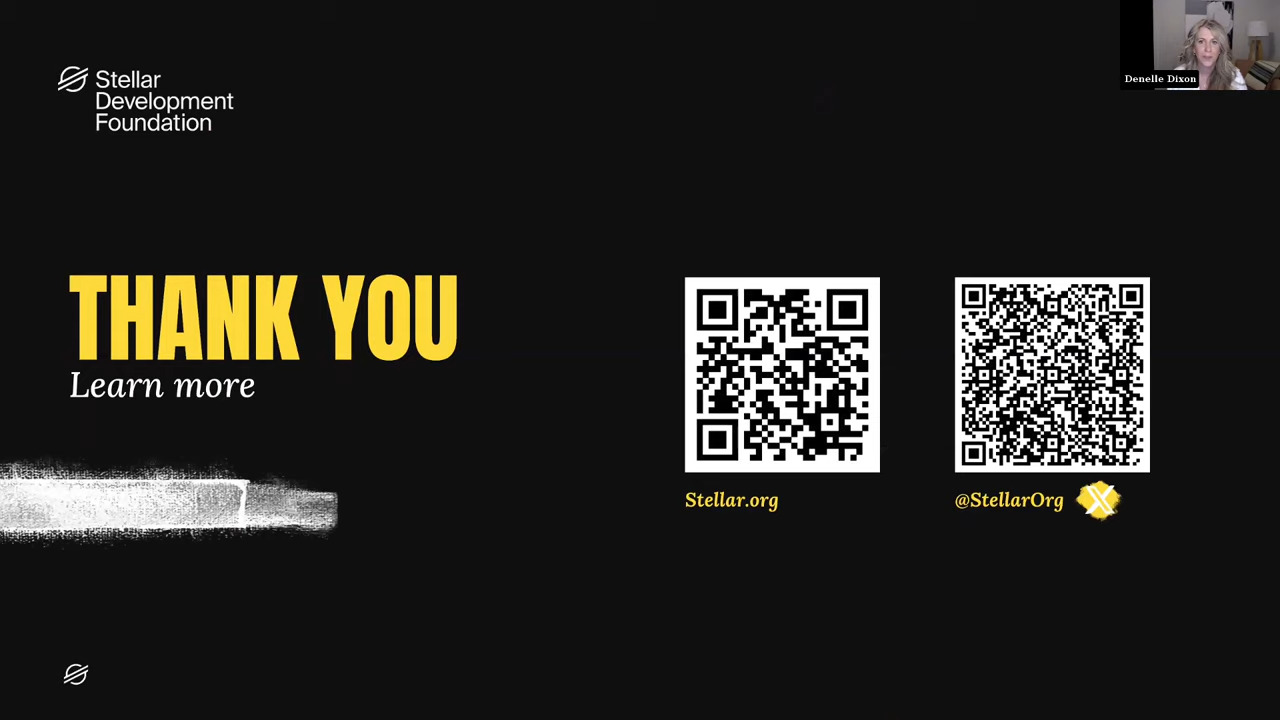 Denelle Dixon
Stellar
Development
Foundation
THANK YOU
Learn more
Stellar.org
@StellarOrg